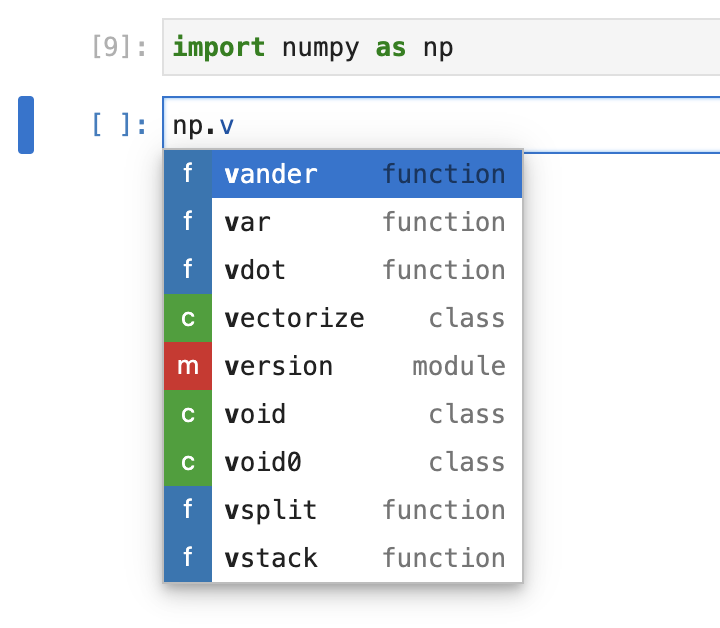 [9]: import numpy as np
[ ]: np.v
f vander function
f var function
f vdot function
c vectorize class
m version module
c void class
c void0 class
f vsplit function
f vstack function